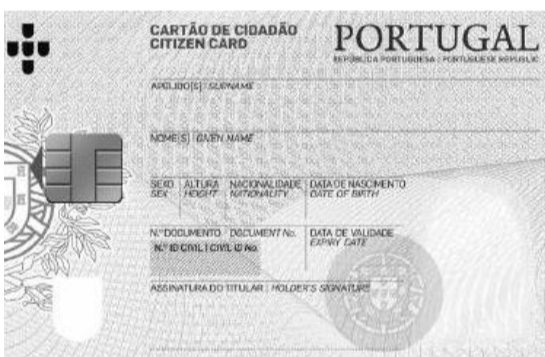 CARTÃO DE CIDADÃO
CITIZEN CARD
PORTUGAL
REPÚBLICA PORTUGUESA | PORTUGUESE REPUBLIC
APELIDO[S] | SURNAME
NOME[S] | GIVEN NAME
SEXO ALTURA NACIONALIDADE DATA DE NASCIMENTO
SEX HEIGHT NATIONALITY DATE OF BIRTH
N.º DOCUMENTO | DOCUMENT No. DATA DE VALIDADE
EXPIRY DATE
N.º ID CIVIL | CIVIL ID No.
ASSINATURA DO TITULAR | HOLDER'S SIGNATURE